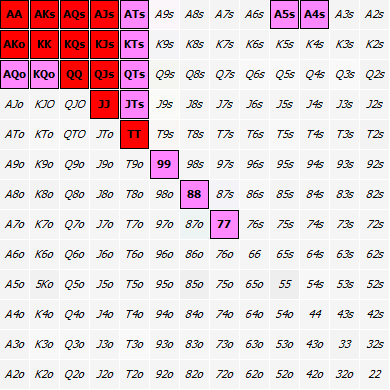 AA AKs AQs AJs ATs A9s A8s A7s A6s A5s A4s A3s A2s
AKo KK KQs KJs KTs K9s K8s K7s K6s K5s K4s K3s K2s
AQo KQo QQ QJs QTs Q9s Q8s Q7s Q6s Q5s Q4s Q3s Q2s
AJo KJO QJO JJ JTs J9s J8s J7s J6s J5s J4s J3s J2s
ATo KTo QTO JTo TT T9s T8s T7s T6s T5s T4s T3s T2s
A9o K9o Q9o J9o T9o 99 98s 97s 96s 95s 94s 93s 92s
A8o K8o Q8o J8o T8o 98o 88 87s 86s 85s 84s 83s 82s
A7o K7o Q7o J7o T7o 97o 87o 77 76s 75s 74s 73s 72s
A6o K6o Q6o J6o T6o 96o 86o 76o 66 65s 64s 63s 62s
A5o 5Ko Q5o J5o T5o 95o 85o 75o 65o 55 54s 53s 52s
A4o K4o Q4o J4o T4o 94o 84o 74o 64o 54o 44 43s 42s
A3o K3o Q3o J3o T3o 93o 83o 73o 63o 53o 43o 33 32s
A2o K2o Q2o J2o T2o 92o 82o 72o 62o 52o 42o 32o 22